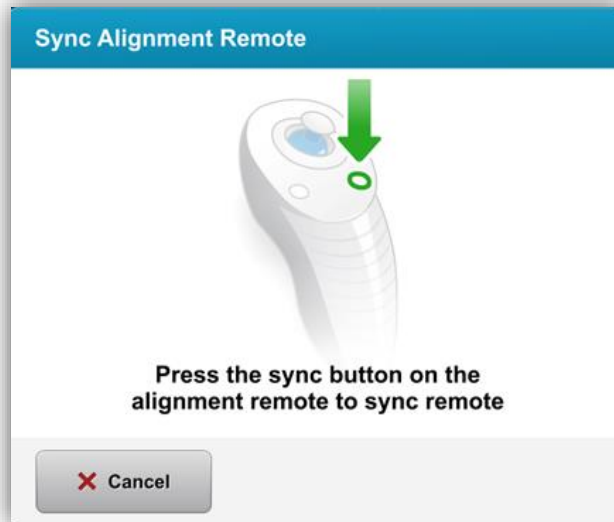 Sync Alignment Remote
Press the sync button on the
alignment remote to sync remote
Cancel